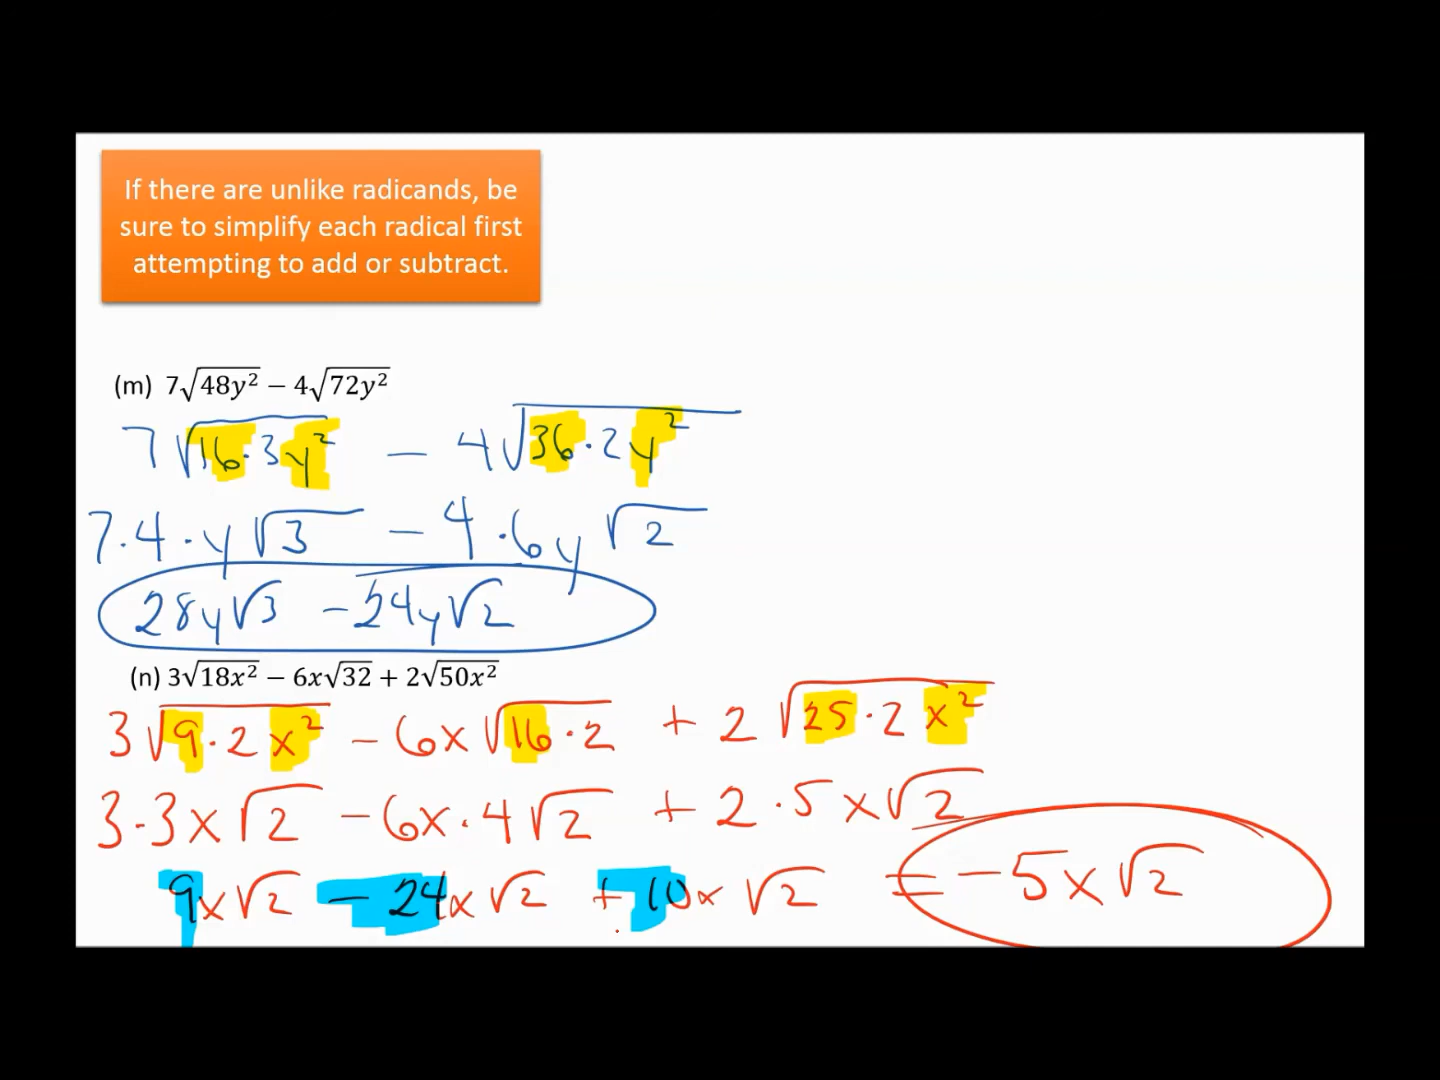 If there are unlike radicands, be
sure to simplify each radical first
attempting to add or subtract.
(m) 7√48y² − 4√72y²
7√16·3y² − 4√36·2y²
7·4·y√3 − 4·6y√2
28y√3 − 24y√2
(n) 3√18x² − 6x√32 + 2√50x²
3√9·2x² − 6x√16·2 + 2√25·2x²
3·3x√2 − 6x·4√2 + 2·5x√2
9x√2 − 24x√2 + 10x√2 = −5x√2